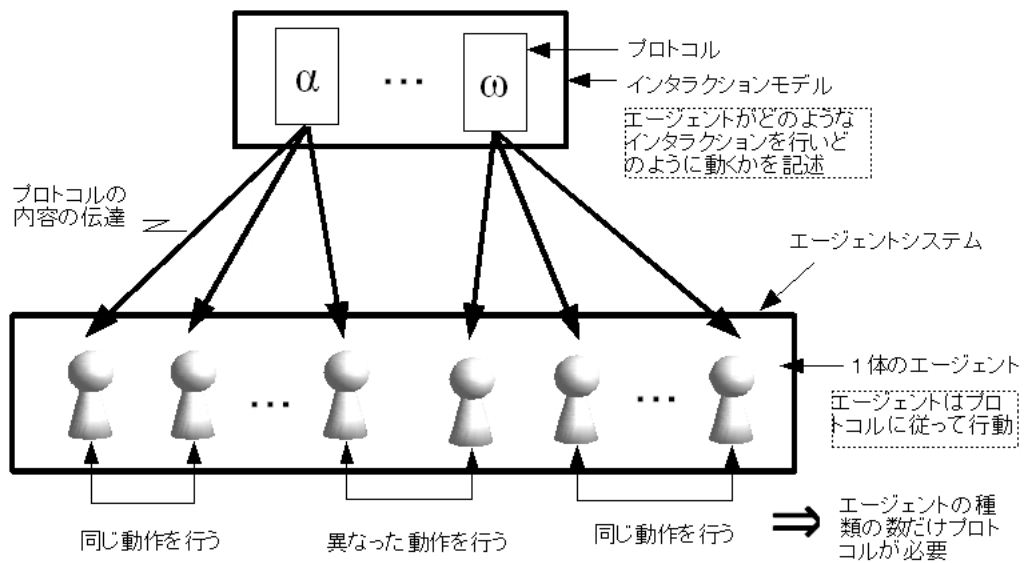 α … ω
プロトコル
インタラクションモデル
エージェントがどのような
インタラクションを行いど
のように動くかを記述
プロトコルの
内容の伝達
エージェントシステム
… …
1体のエージェント
エージェントはプロ
トコルに従って行動
同じ動作を行う
異なった動作を行う
同じ動作を行う
⇒
エージェントの種
類の数だけプロト
コルが必要